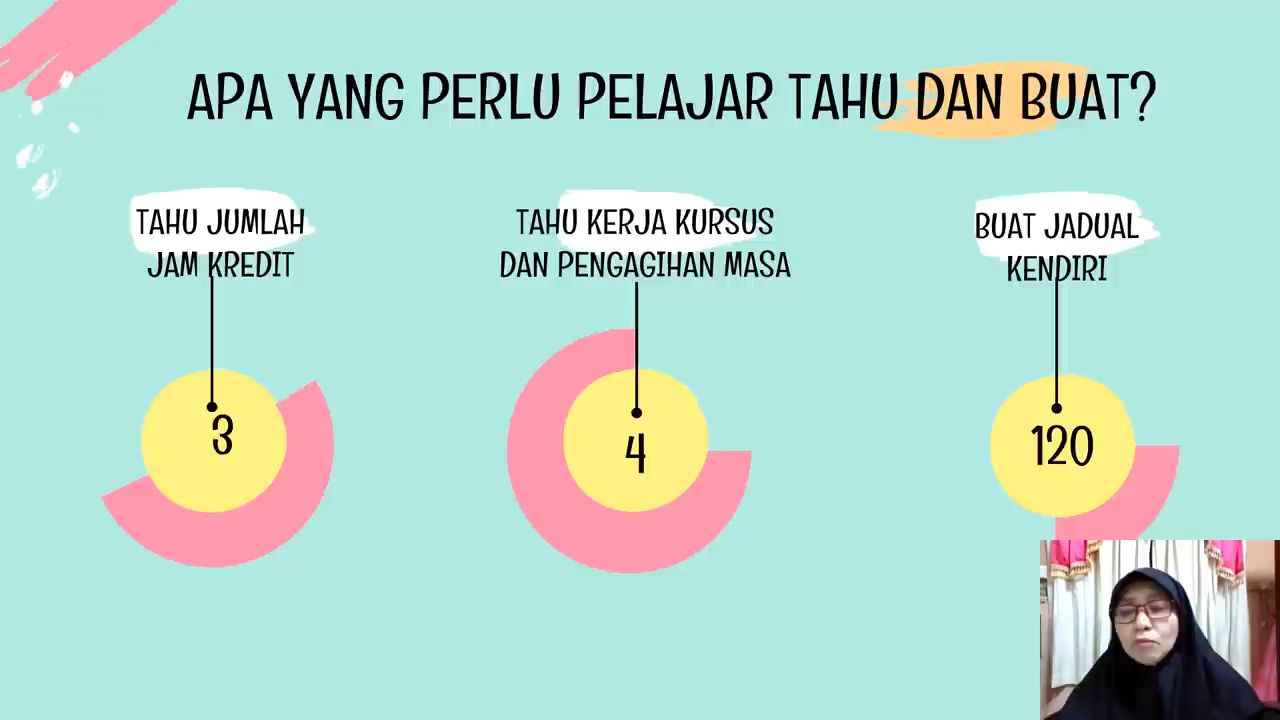 APA YANG PERLU PELAJAR TAHU DAN BUAT?
TAHU JUMLAH
JAM KREDIT
3
TAHU KERJA KURSUS
DAN PENGAGIHAN MASA
4
BUAT JADUAL
KENDIRI
120